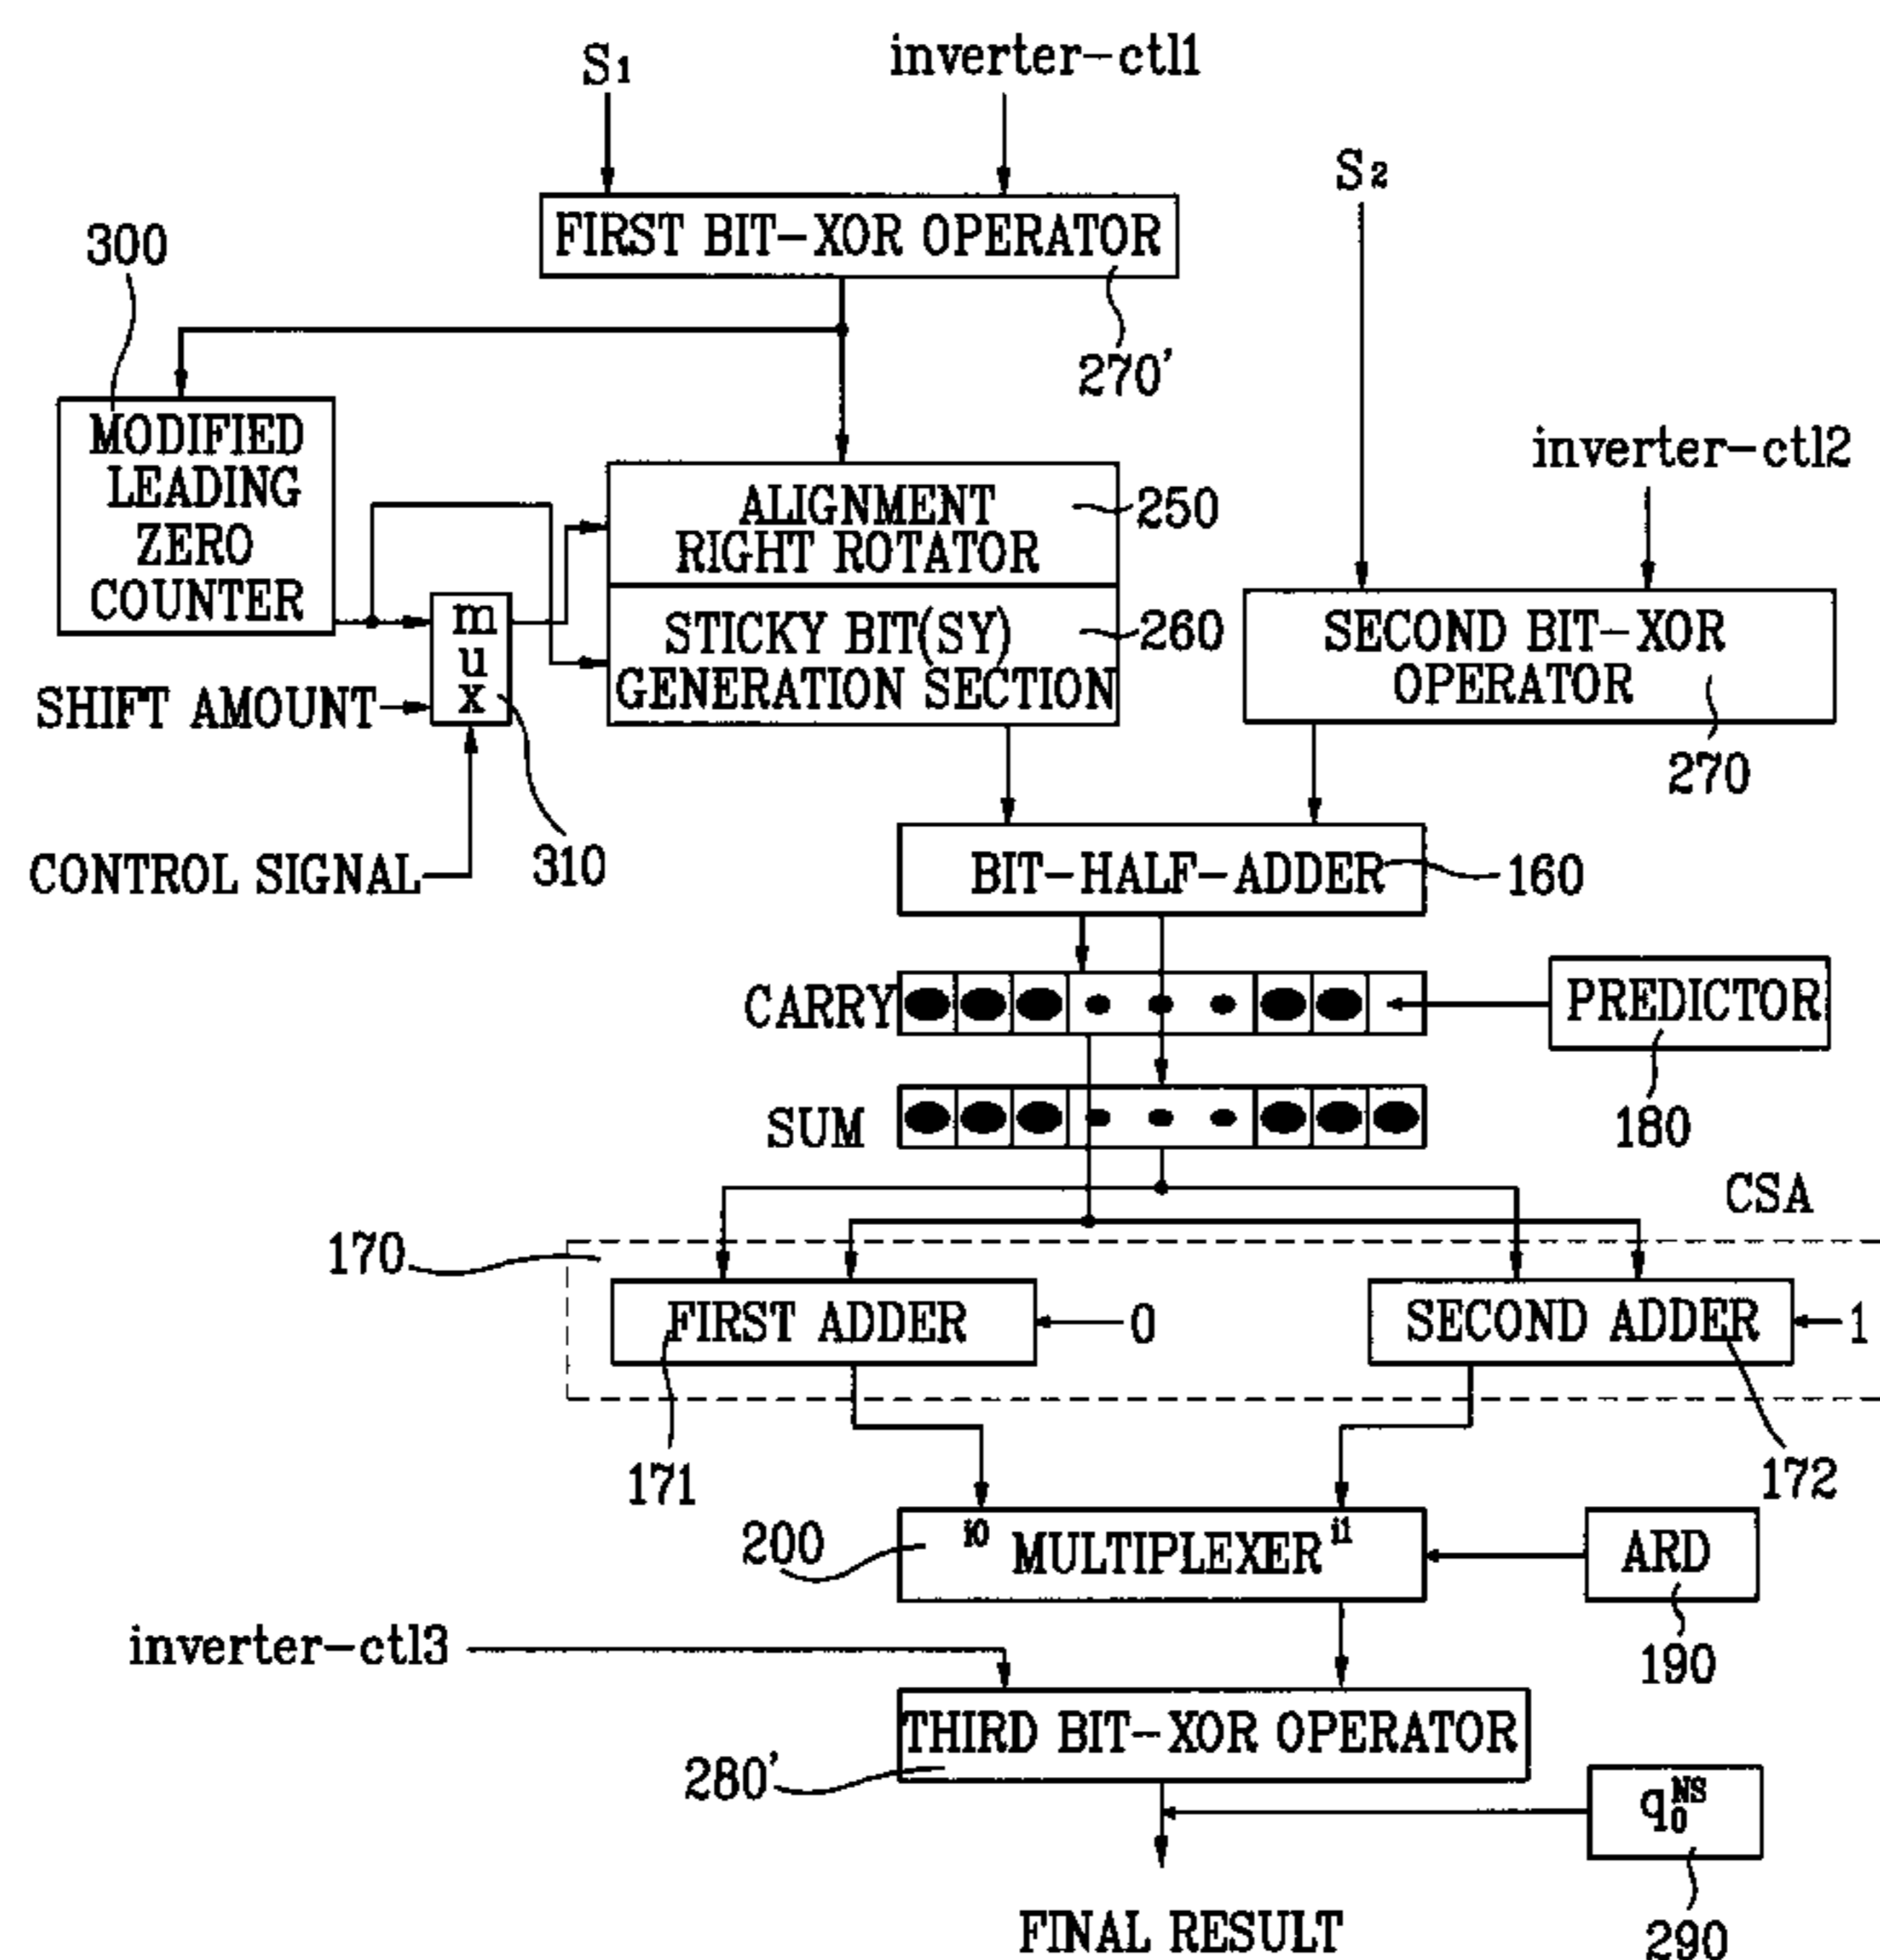 S1
inverter-ctl1
S2
300
FIRST BIT-XOR OPERATOR
270'
MODIFIED
LEADING
ZERO
COUNTER
inverter-ctl2
ALIGNMENT
RIGHT ROTATOR
250
STICKY BIT(SY)
GENERATION SECTION
260
m
u
x
SHIFT AMOUNT
SECOND BIT-XOR
OPERATOR
270
CONTROL SIGNAL
310
BIT-HALF-ADDER
160
CARRY
PREDICTOR
180
SUM
CSA
170
FIRST ADDER
0
SECOND ADDER
1
171
172
200
i0
MULTIPLEXER
i1
ARD
190
inverter-ctl3
THIRD BIT-XOR OPERATOR
280'
q0NS
290
FINAL RESULT